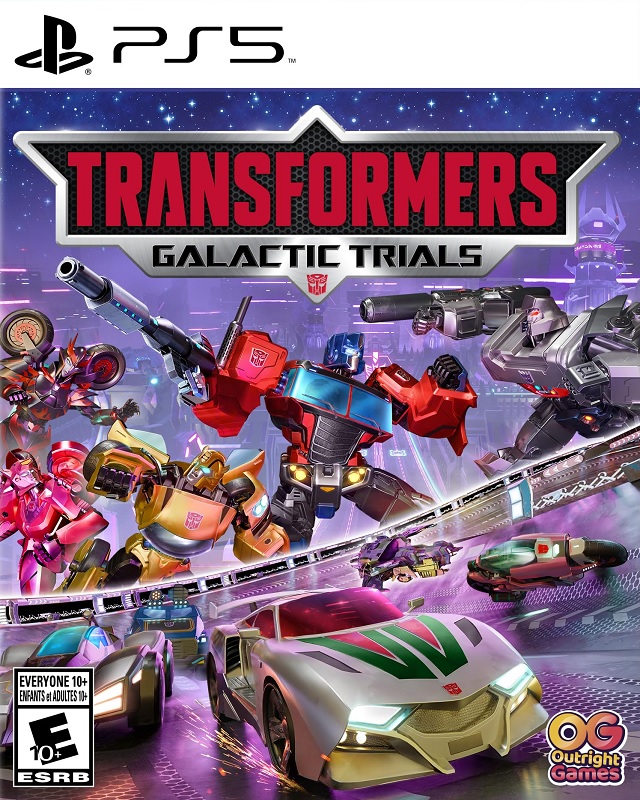 PS5
TRANSFORMERS
GALACTIC TRIALS
EVERYONE 10+
ENFANTS et ADULTES 10+
E
10+
ESRB
OG
Outright
Games